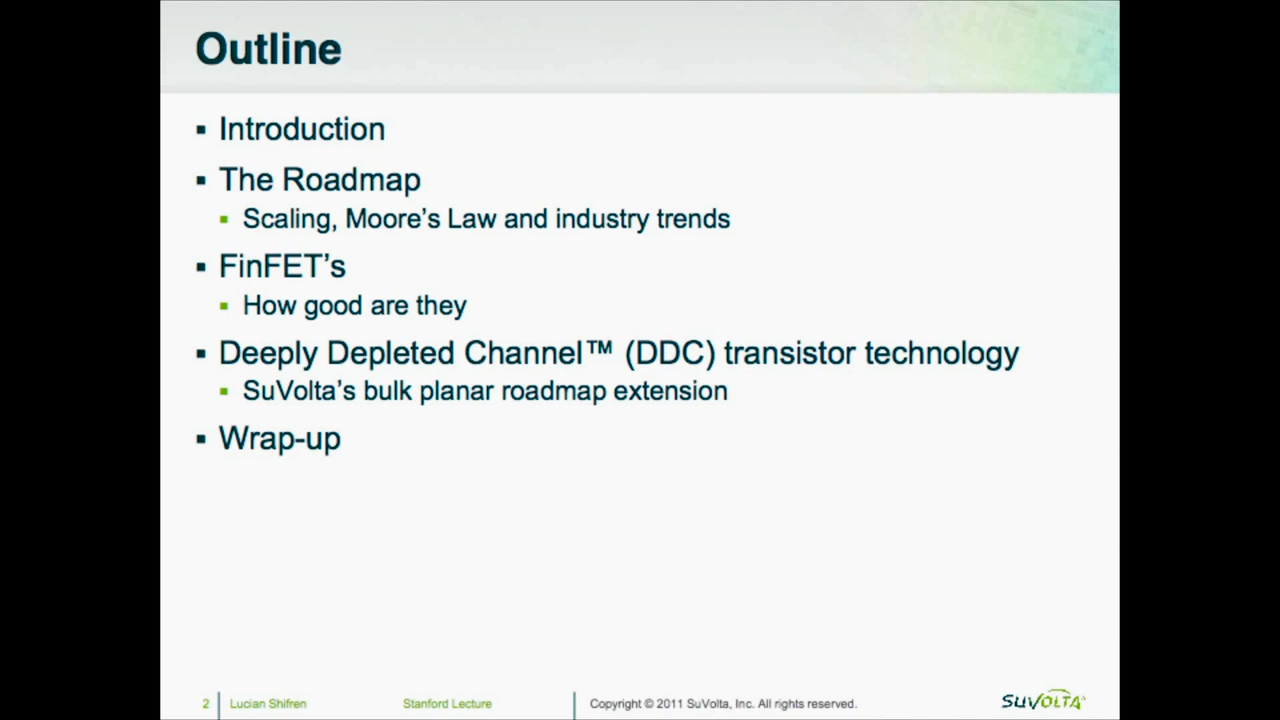 Outline
▪ Introduction
▪ The Roadmap
▪ Scaling, Moore's Law and industry trends
▪ FinFET's
▪ How good are they
▪ Deeply Depleted Channel™ (DDC) transistor technology
▪ SuVolta's bulk planar roadmap extension
▪ Wrap-up
2 Lucian Shifren Stanford Lecture Copyright © 2011 SuVolta, Inc. All rights reserved. SUVOLTA